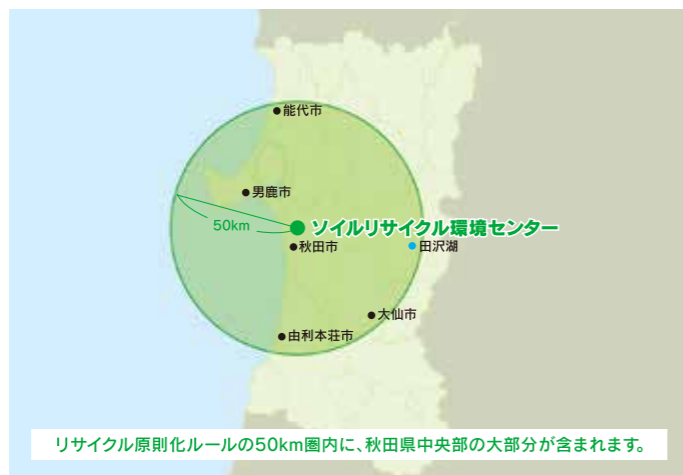 能代市
男鹿市
50km
ソイルリサイクル環境センター
秋田市
田沢湖
大仙市
由利本荘市
リサイクル原則化ルールの50km圏内に、秋田県中央部の大部分が含まれます。